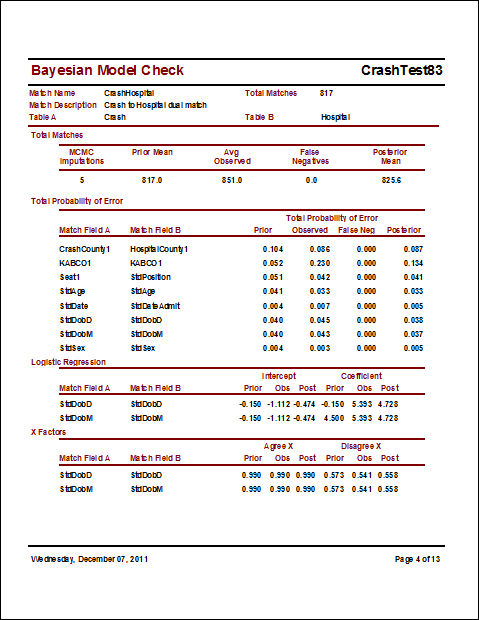 Bayesian Model Check CrashTest83
Match Name CrashHospital Total Matches 817
Match Description Crash to Hospital dual match
Table A Crash Table B Hospital
Total Matches
MCMC Imputations Prior Mean Avg Observed False Negatives Posterior Mean
5 817.0 851.0 0.0 825.6
Total Probability of Error
Total Probability of Error
Match Field A Match Field B Prior Observed False Neg Posterior
CrashCounty1 HospitalCounty1 0.104 0.086 0.000 0.087
KABCO1 KABCO1 0.052 0.230 0.000 0.134
Seat1 StdPosition 0.051 0.042 0.000 0.041
StdAge StdAge 0.041 0.033 0.000 0.033
StdDate StdDateAdmit 0.004 0.007 0.000 0.005
StdDobD StdDobD 0.040 0.045 0.000 0.038
StdDobM StdDobM 0.040 0.043 0.000 0.037
StdSex StdSex 0.004 0.003 0.000 0.005
Logistic Regression
Intercept Coefficient
Match Field A Match Field B Prior Obs Post Prior Obs Post
StdDobD StdDobD -0.150 -1.112 -0.474 -0.150 5.393 4.728
StdDobM StdDobM -0.150 -1.112 -0.474 4.500 5.393 4.728
X Factors
Agree X Disagree X
Match Field A Match Field B Prior Obs Post Prior Obs Post
StdDobD StdDobD 0.990 0.990 0.990 0.573 0.541 0.558
StdDobM StdDobM 0.990 0.990 0.990 0.573 0.541 0.558
Wednesday, December 07, 2011 Page 4 of 13